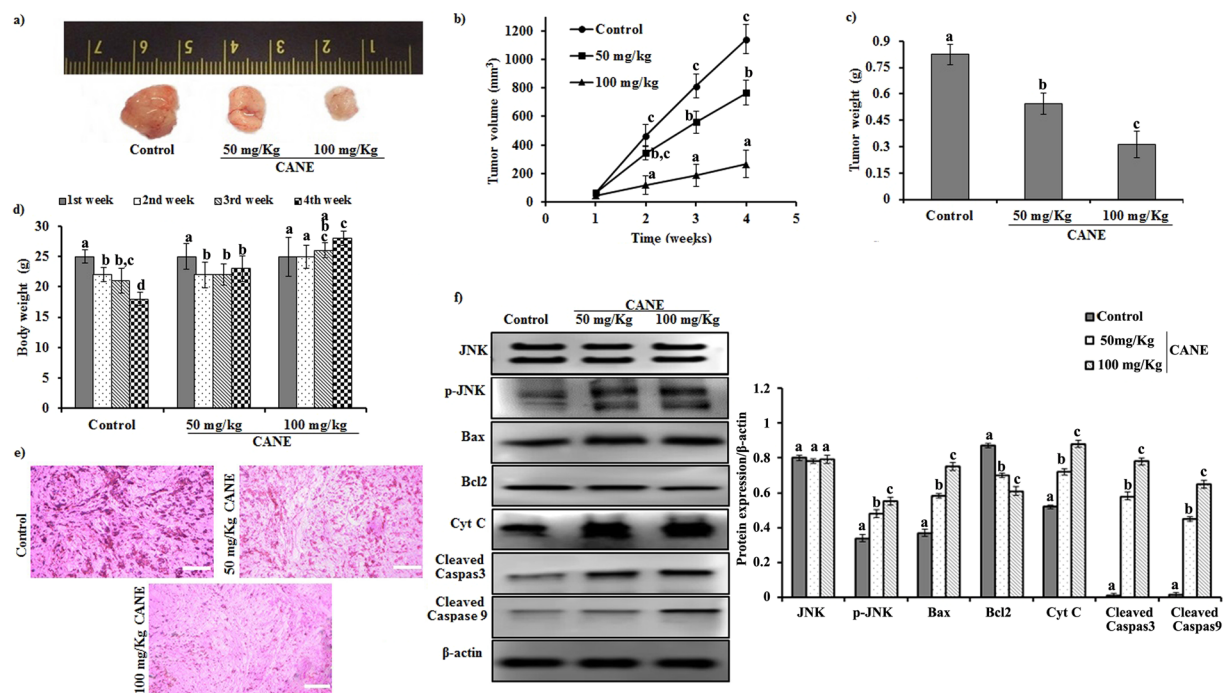 a)
7 6 5 4 3 2 1
Control 50 mg/Kg 100 mg/Kg
CANE
b)
Tumor volume (mm3)
1200
1000
800
600
400
200
0
0 1 2 3 4 5
Time (weeks)
Control
50 mg/kg
100 mg/kg
c
c
c
b
b
b,c
a
a
a
c)
Tumor weight (g)
0.9
0.75
0.6
0.45
0.3
0.15
0
a
b
c
Control 50 mg/Kg 100 mg/Kg
CANE
d)
1st week 2nd week 3rd week 4th week
Body weight (g)
30
25
20
15
10
5
0
a b b,c d
a b b b
a a a b c c
Control 50 mg/kg 100 mg/kg
CANE
e)
Control
50 mg/Kg CANE
100 mg/Kg CANE
f)
CANE
Control 50 mg/Kg 100 mg/Kg
JNK
p-JNK
Bax
Bcl2
Cyt C
Cleaved
Caspas3
Cleaved
Caspase 9
β-actin
Control
50mg/Kg
100 mg/Kg
CANE
Protein expression/β-actin
1.2
1
0.8
0.6
0.4
0.2
0
a a a
a b c
a b c
a b c
a b c
a b c
a b c
JNK p-JNK Bax Bcl2 Cyt C Cleaved Cleaved
Caspas3 Caspas9